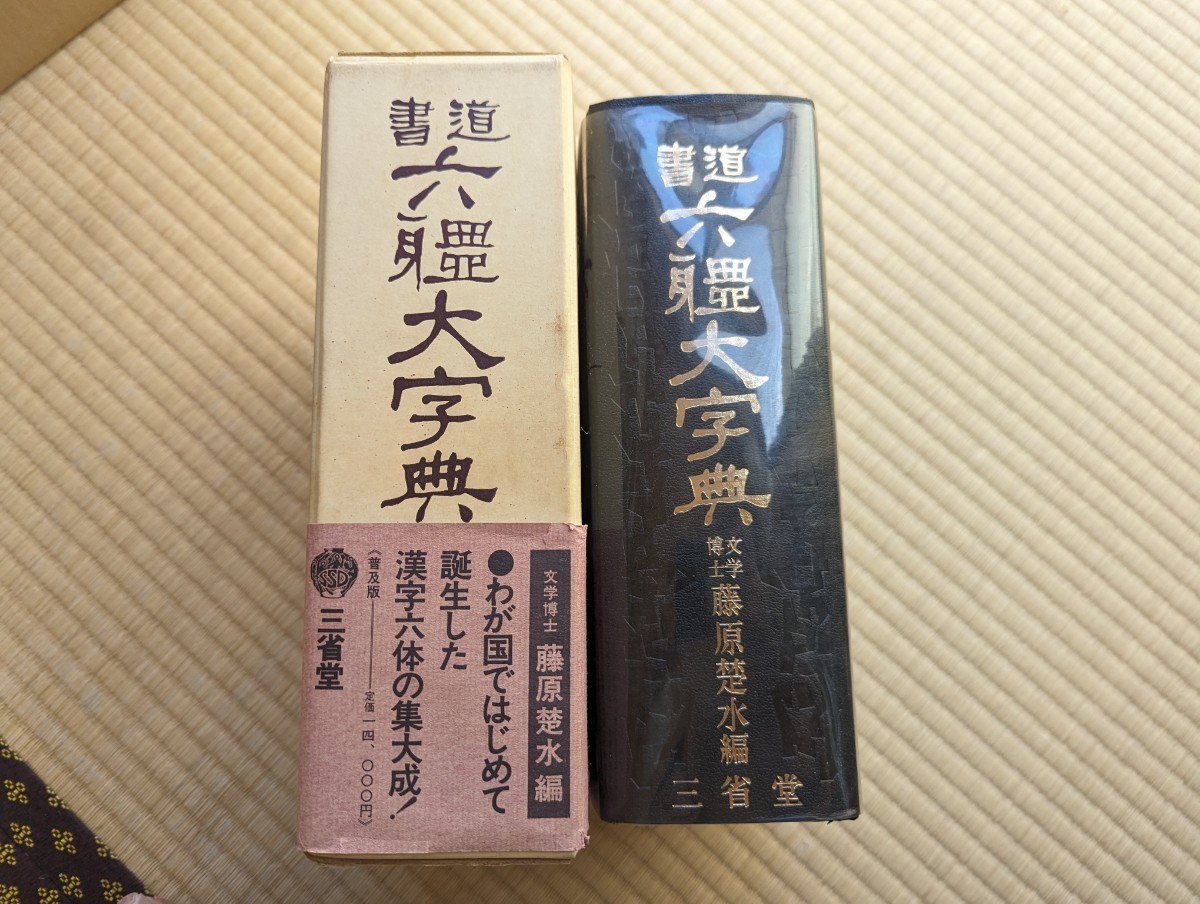 書道
六軆大字典
文学博士 藤原楚水編
●わが国ではじめて
誕生した
漢字六体の集大成!
《普及版――定価 一四、〇〇〇円》
SSD
三省堂
書道
六軆大字典
文学博士 藤原楚水編
三省堂